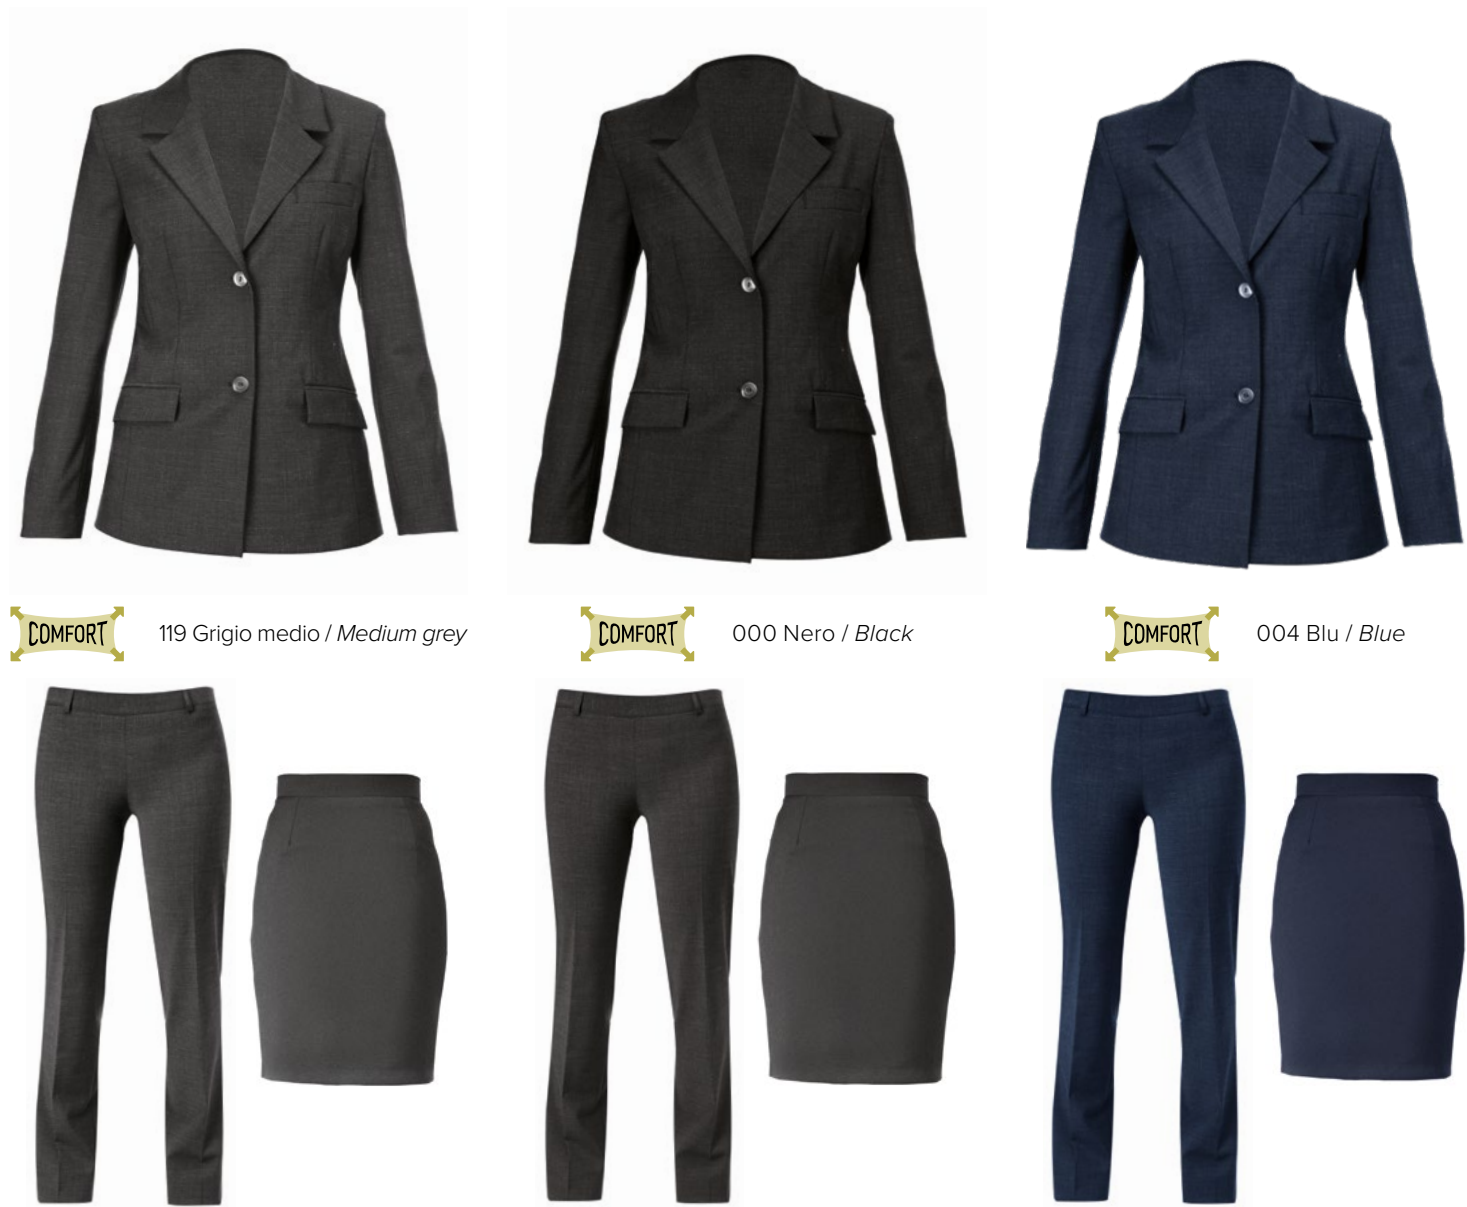 COMFORT 119 Grigio medio / Medium grey
COMFORT 000 Nero / Black
COMFORT 004 Blu / Blue